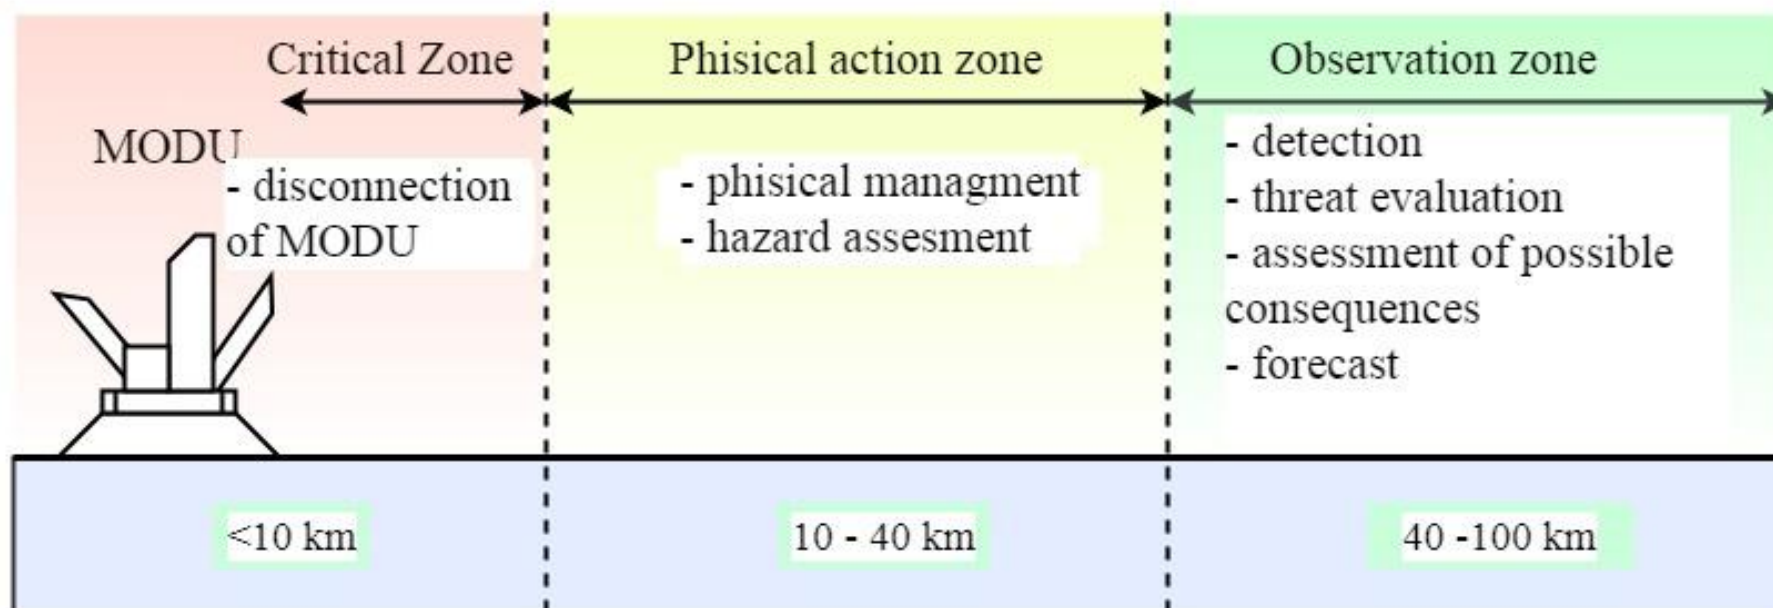 Critical Zone
Phisical action zone
Observation zone
MODU
- disconnection
of MODU
- phisical managment
- hazard assesment
- detection
- threat evaluation
- assessment of possible
consequences
- forecast
<10 km
10 - 40 km
40 -100 km